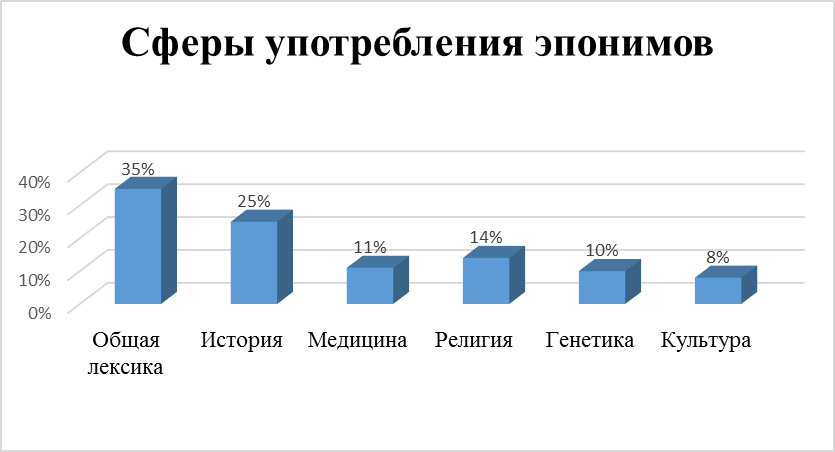 Сферы употребления эпонимов
35%
25%
11%
14%
10%
8%
40%
30%
20%
10%
0%
Общая лексика
История
Медицина
Религия
Генетика
Культура